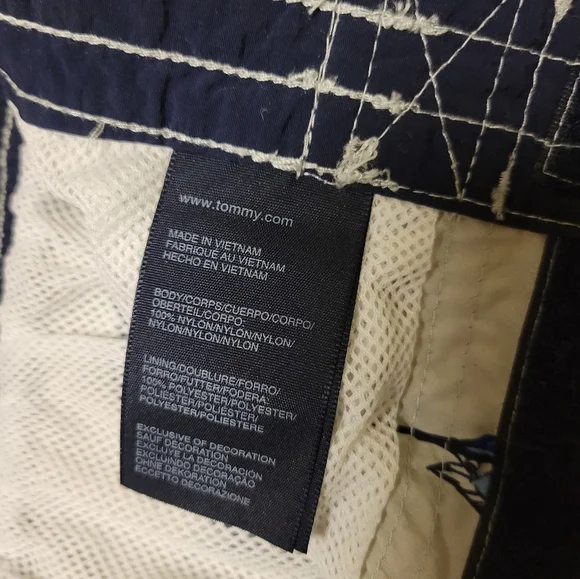 www.tommy.com
MADE IN VIETNAM
FABRIQUÉ AU VIETNAM
HECHO EN VIETNAM
BODY/CORPS/CUERPO/CORPO/
OBERTEIL/CORPO:
100% NYLON/NYLON/NYLON/
NYLON/NYLON/NYLON
LINING/DOUBLURE/FORRO/
FORRO/FUTTER/FODERA:
100% POLYESTER/POLYESTER/
POLIESTER/POLIÉSTER/
POLYESTER/POLIESTERE
EXCLUSIVE OF DECORATION
SAUF DÉCORATION
EXCLUYE LA DECORACIÓN
EXCLUINDO DECORAÇÃO
OHNE DEKORATION
ECCETTO DECORAZIONE